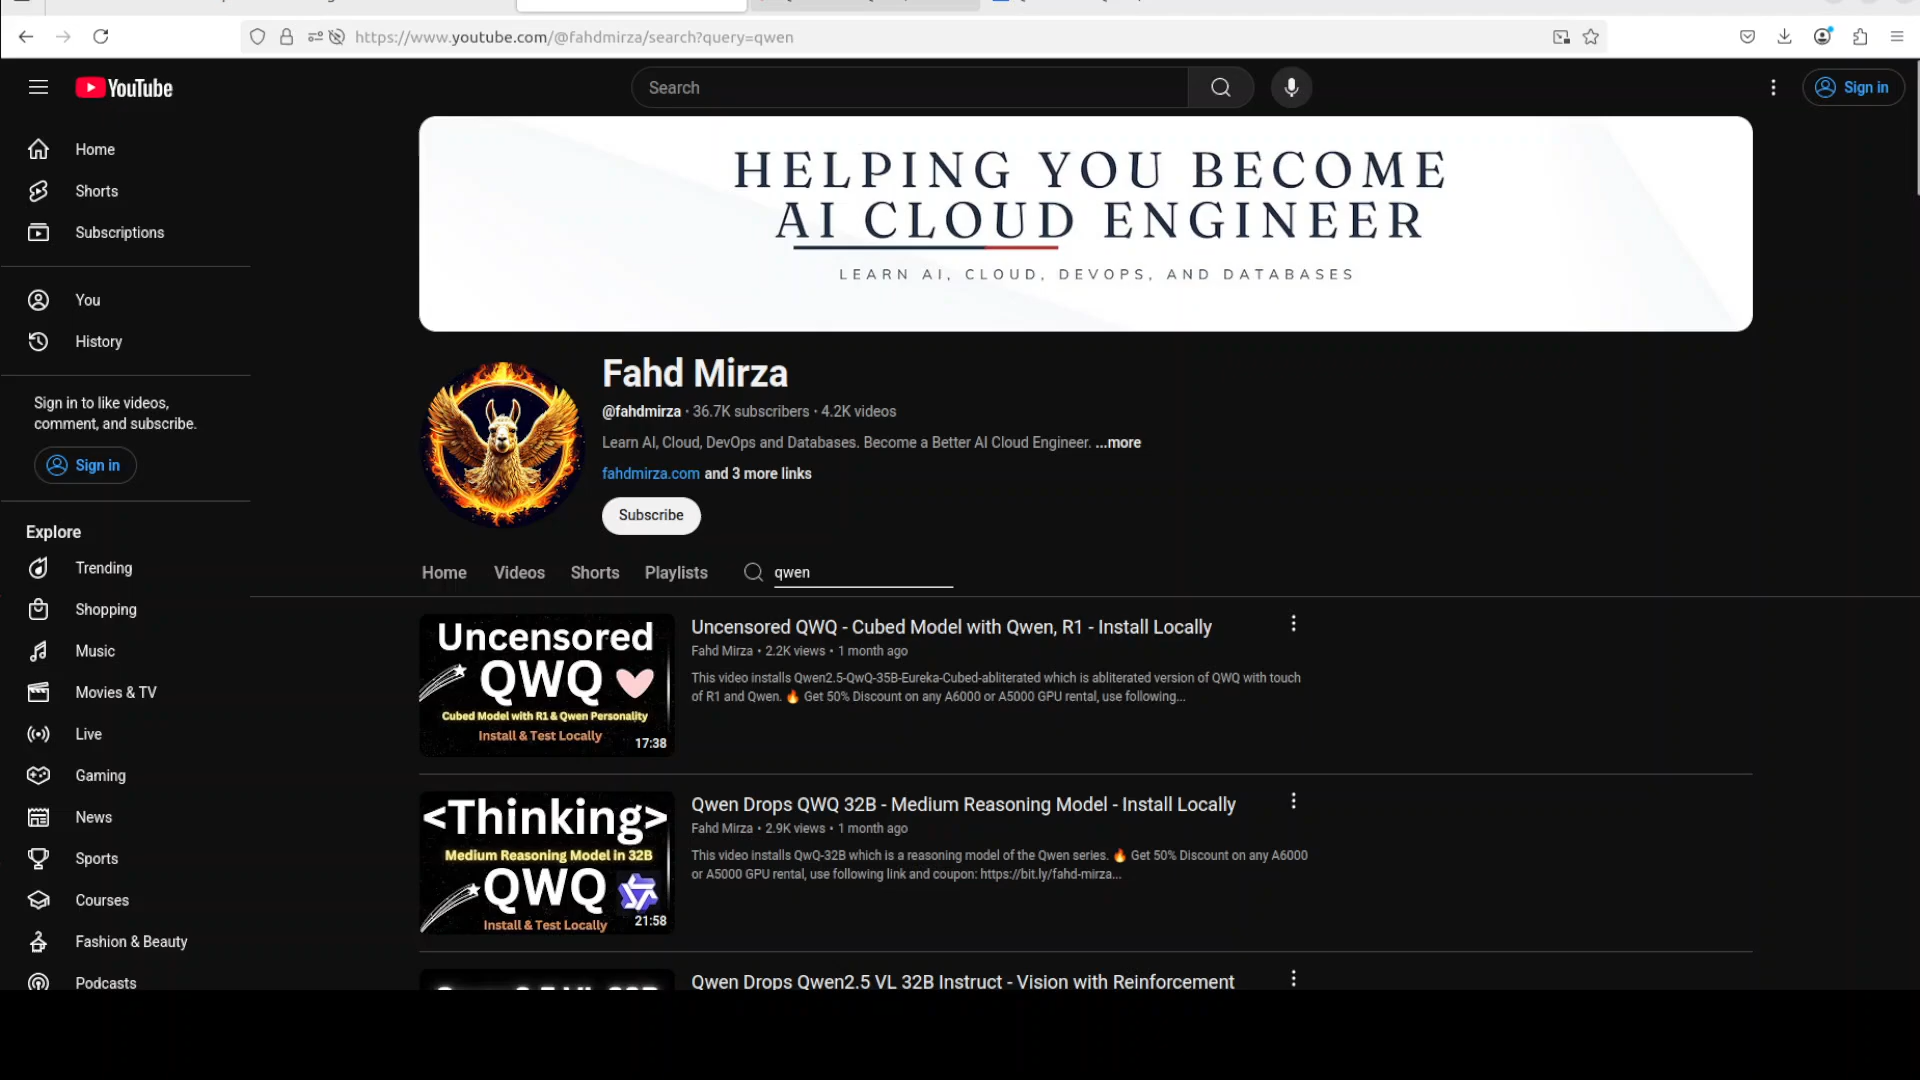 https://www.youtube.com/@fahdmirza/search?query=qwen
YouTube
Search
Sign in
Home
Shorts
Subscriptions
You
History
Sign in to like videos,
comment, and subscribe.
Sign in
Explore
Trending
Shopping
Music
Movies & TV
Live
Gaming
News
Sports
Courses
Fashion & Beauty
Podcasts
HELPING YOU BECOME
AI CLOUD ENGINEER
LEARN AI, CLOUD, DEVOPS, AND DATABASES
Fahd Mirza
@fahdmirza · 36.7K subscribers · 4.2K videos
Learn AI, Cloud, DevOps and Databases. Become a Better AI Cloud Engineer. ...more
fahdmirza.com and 3 more links
Subscribe
Home Videos Shorts Playlists qwen
Uncensored
QWQ
Cubed Model with R1 & Qwen Personality
Install & Test Locally
17:38
Uncensored QWQ - Cubed Model with Qwen, R1 - Install Locally
Fahd Mirza • 2.2K views • 1 month ago
This video installs Qwen2.5-QwQ-35B-Eureka-Cubed-abliterated which is abliterated version of QWQ with touch
of R1 and Qwen. 🔥 Get 50% Discount on any A6000 or A5000 GPU rental, use following...
<Thinking>
Medium Reasoning Model in 32B
QWQ
Install & Test Locally
21:58
Qwen Drops QWQ 32B - Medium Reasoning Model - Install Locally
Fahd Mirza • 2.9K views • 1 month ago
This video installs QwQ-32B which is a reasoning model of the Qwen series. 🔥 Get 50% Discount on any A6000
or A5000 GPU rental, use following link and coupon: https://bit.ly/fahd-mirza...
Qwen Drops Qwen2.5 VL 32B Instruct - Vision with Reinforcement